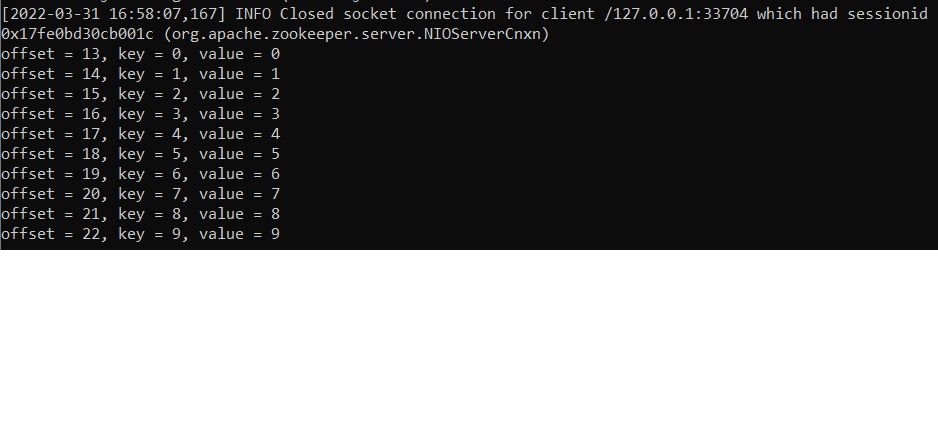 [2022-03-31 16:58:07,167] INFO Closed socket connection for client /127.0.0.1:33704 which had sessionid
0x17fe0bd30cb001c (org.apache.zookeeper.server.NIOServerCnxn)
offset = 13, key = 0, value = 0
offset = 14, key = 1, value = 1
offset = 15, key = 2, value = 2
offset = 16, key = 3, value = 3
offset = 17, key = 4, value = 4
offset = 18, key = 5, value = 5
offset = 19, key = 6, value = 6
offset = 20, key = 7, value = 7
offset = 21, key = 8, value = 8
offset = 22, key = 9, value = 9